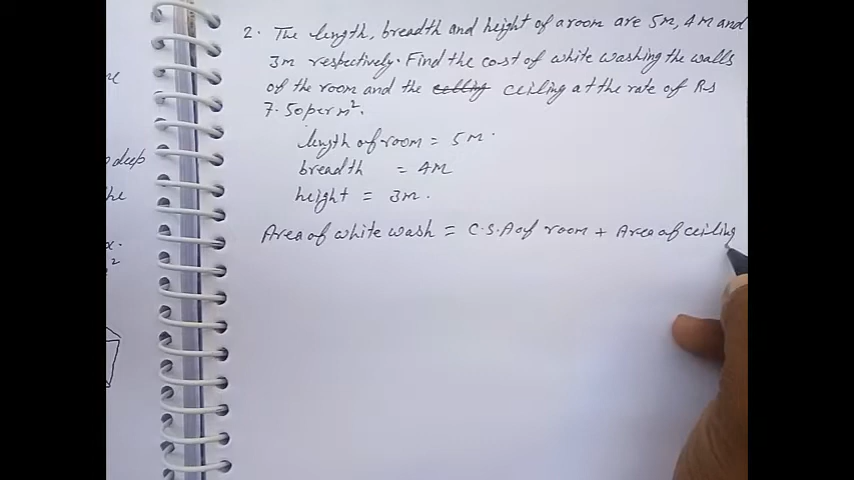 2. The length, breadth and height of a room are 5m, 4m and
3m respectively. Find the cost of white washing the walls
of the room and the ceiling at the rate of Rs
7.50 per m².
length of room = 5m.
breadth = 4m
height = 3m.
Area of white wash = C.S.A of room + Area of ceiling
deep
the